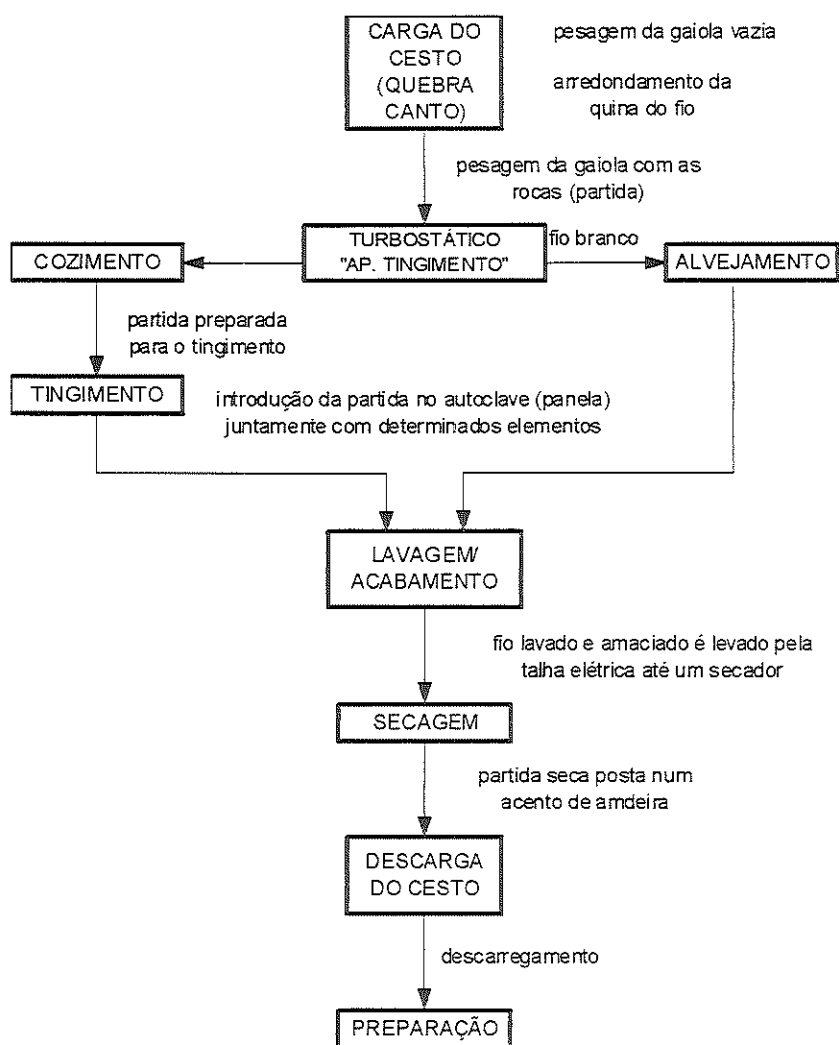 CARGA DO
CESTO
(QUEBRA
CANTO)
pesagem da gaiola vazia
arredondamento da
quina do fio
pesagem da gaiola com as
rocas (partida)
TURBOSTÁTICO
"AP. TINGIMENTO"
fio branco
COZIMENTO
ALVEJAMENTO
partida preparada
para o tingimento
TINGIMENTO
introdução da partida no autoclave (panela)
juntamente com determinados elementos
LAVAGEM/
ACABAMENTO
fio lavado e amaciado é levado pela
talha elétrica até um secador
SECAGEM
partida seca posta num
acento de amdeira
DESCARGA
DO CESTO
descarregamento
PREPARAÇÃO